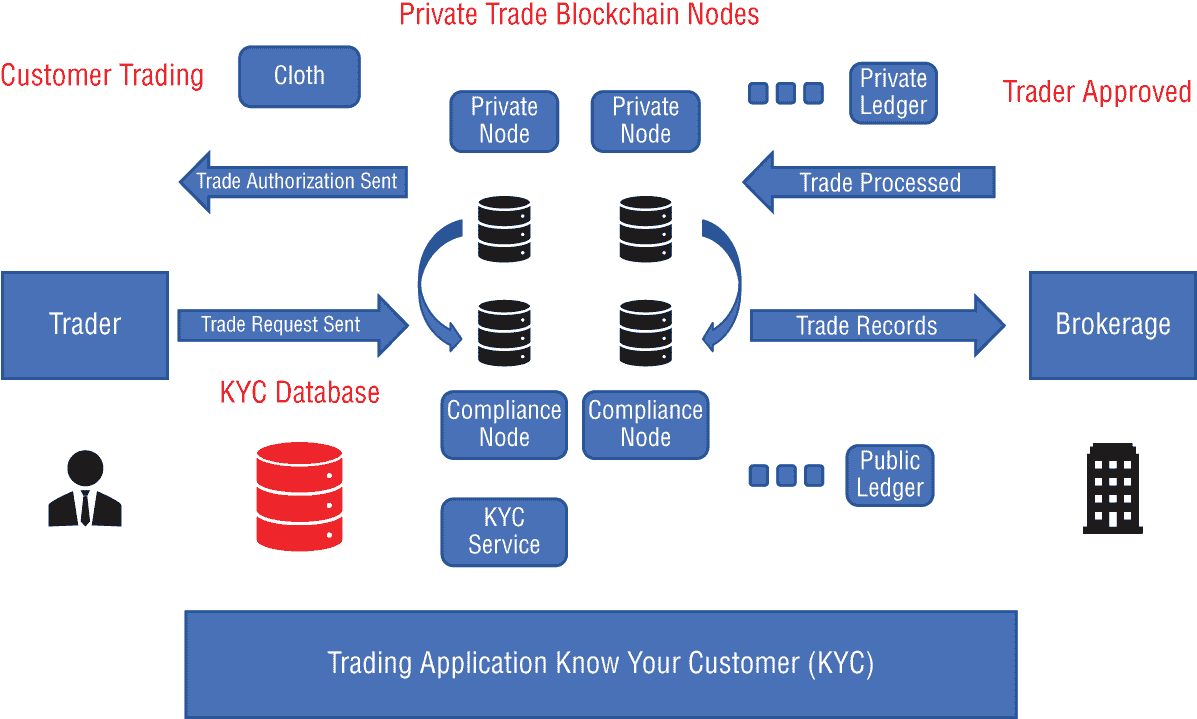 Private Trade Blockchain Nodes
Customer Trading
Cloth
Private
Node
Private
Node
Private
Ledger
Trader Approved
Trade Authorization Sent
Trade Processed
Trader
Trade Request Sent
Trade Records
Brokerage
KYC Database
Compliance
Node
Compliance
Node
Public
Ledger
KYC
Service
Trading Application Know Your Customer (KYC)